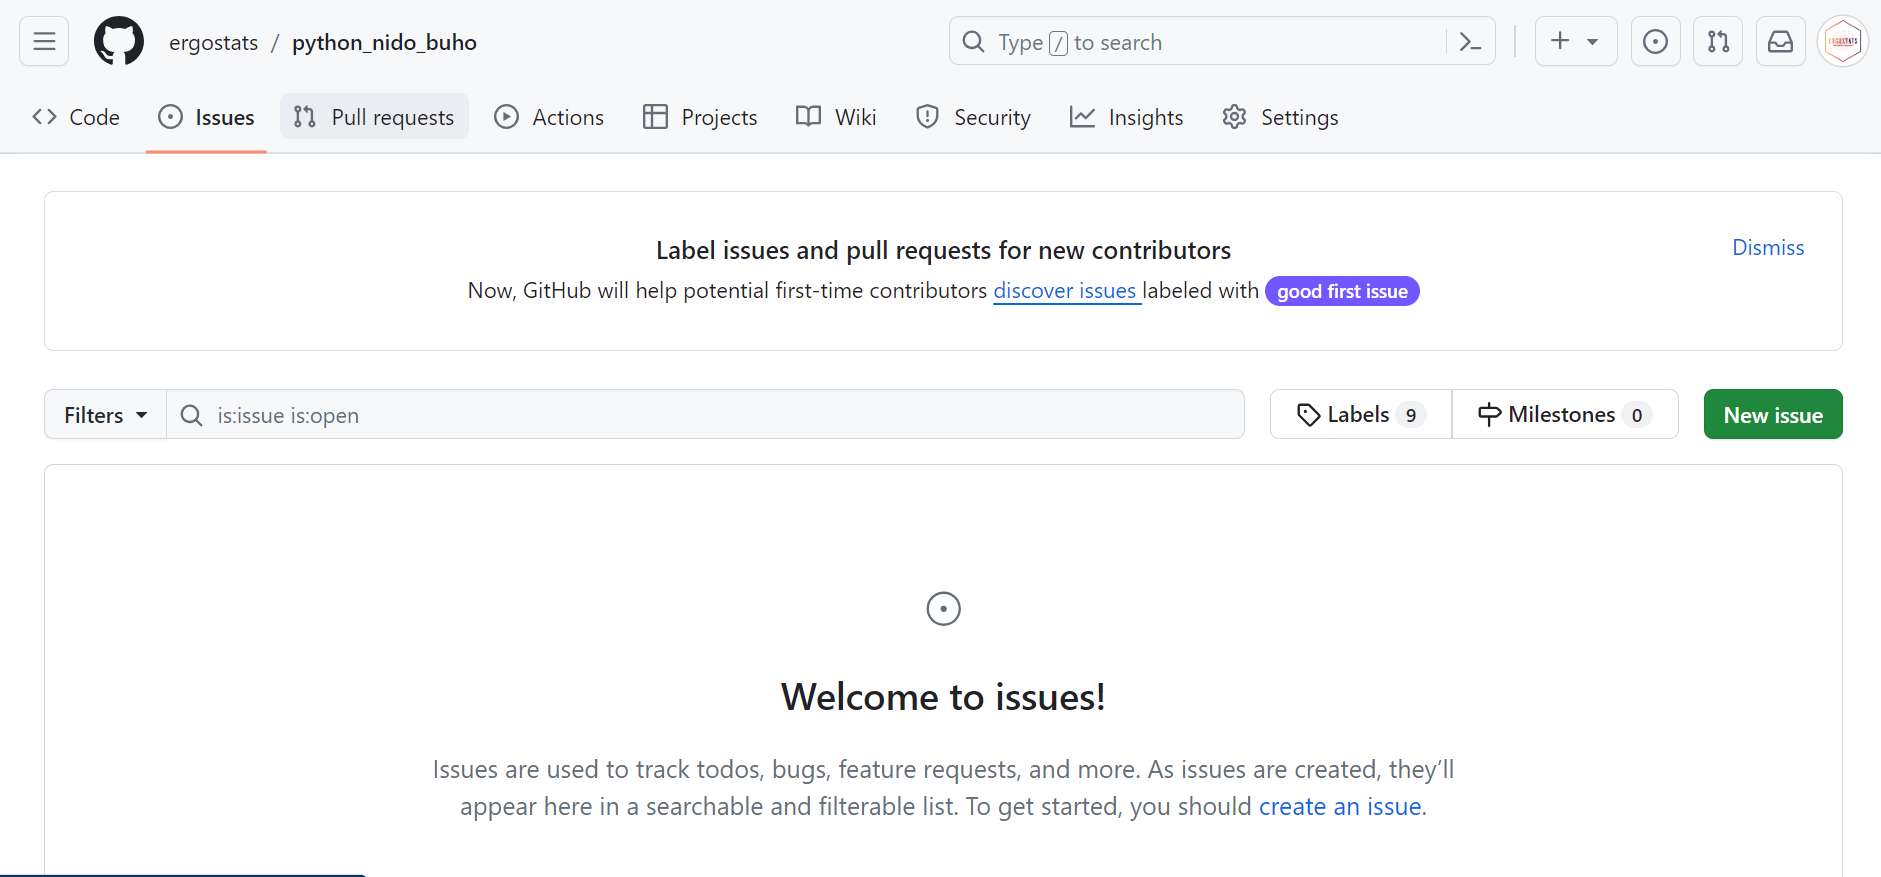 ergostats / python_nido_buho
Type / to search
Code
Issues
Pull requests
Actions
Projects
Wiki
Security
Insights
Settings
Label issues and pull requests for new contributors
Dismiss
Now, GitHub will help potential first-time contributors discover issues labeled with good first issue
Filters
is:issue is:open
Labels 9
Milestones 0
New issue
Welcome to issues!
Issues are used to track todos, bugs, feature requests, and more. As issues are created, they’ll
appear here in a searchable and filterable list. To get started, you should create an issue.